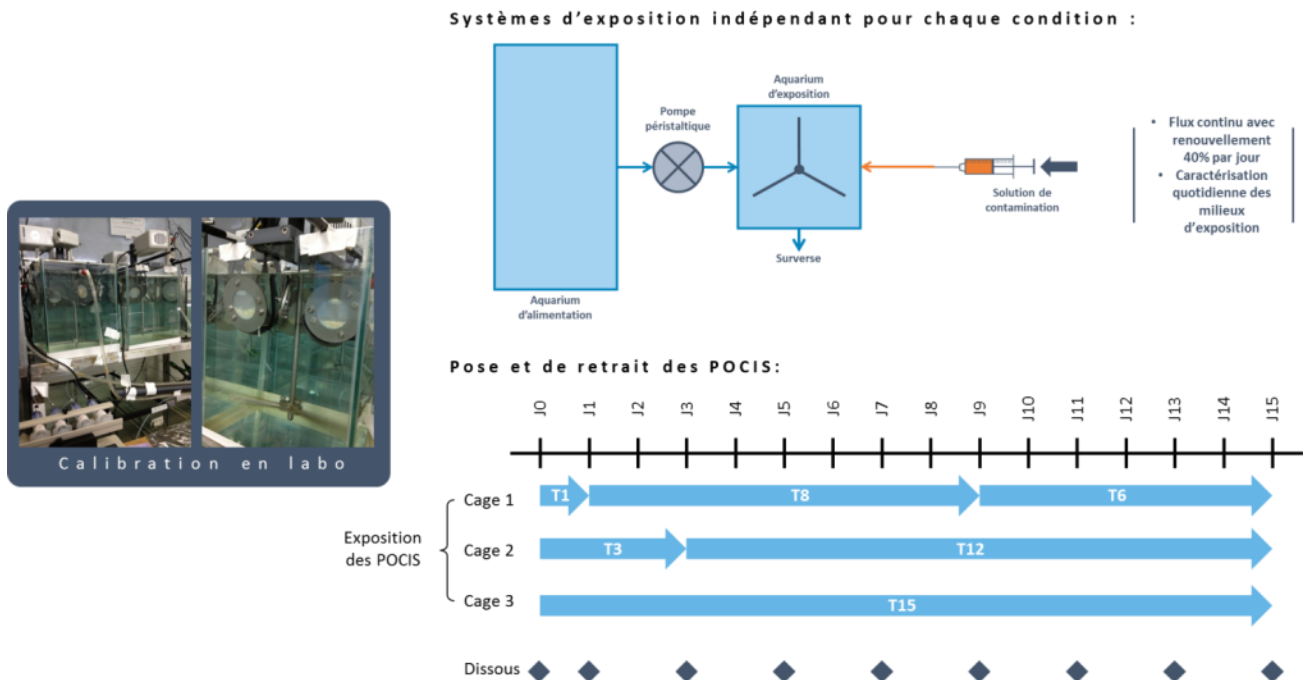 Systèmes d'exposition indépendant pour chaque condition :
Aquarium
d'exposition
Pompe
péristaltique
• Flux continu avec
renouvellement
40% par jour
• Caractérisation
quotidienne des
milieux
d'exposition
Solution de
contamination
Surverse
Aquarium
d'alimentation
Calibration en labo
Pose et de retrait des POCIS:
J0 J1 J2 J3 J4 J5 J6 J7 J8 J9 J10 J11 J12 J13 J14 J15
Cage 1 T1 T8 T6
Exposition
des POCIS
Cage 2 T3 T12
Cage 3 T15
Dissous